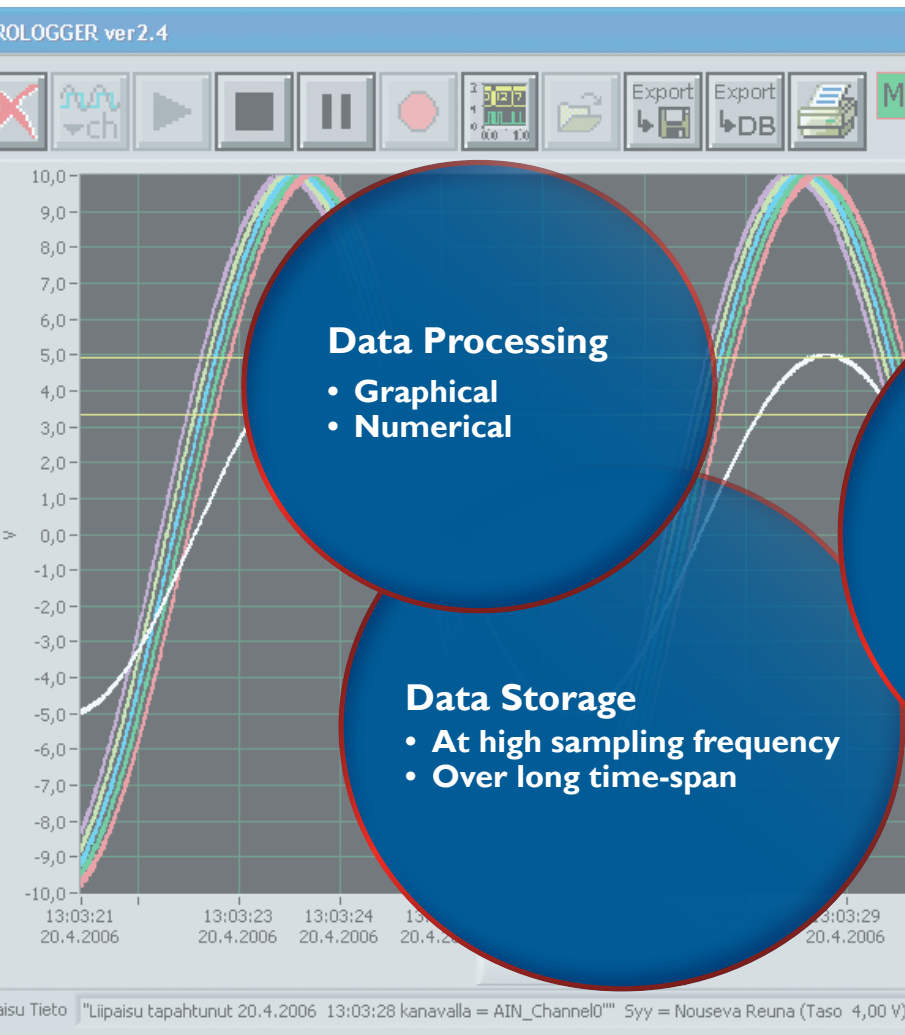 ROLOGGER ver2.4
Export Export
DB
ch
M
10,0
9,0
8,0
7,0
6,0
5,0
4,0
3,0
2,0
1,0
0,0
-1,0
-2,0
-3,0
-4,0
-5,0
-6,0
-7,0
-8,0
-9,0
-10,0
V
Data Processing
• Graphical
• Numerical
Data Storage
• At high sampling frequency
• Over long time-span
13:03:21 13:03:23 13:03:24 13:03:29
20.4.2006 20.4.2006 20.4.2006 20.4.2006
aisu Tieto "Liipaisu tapahtunut 20.4.2006 13:03:28 kanavalla = AIN_Channel0"" Syy = Nouseva Reuna (Taso 4,00 V)